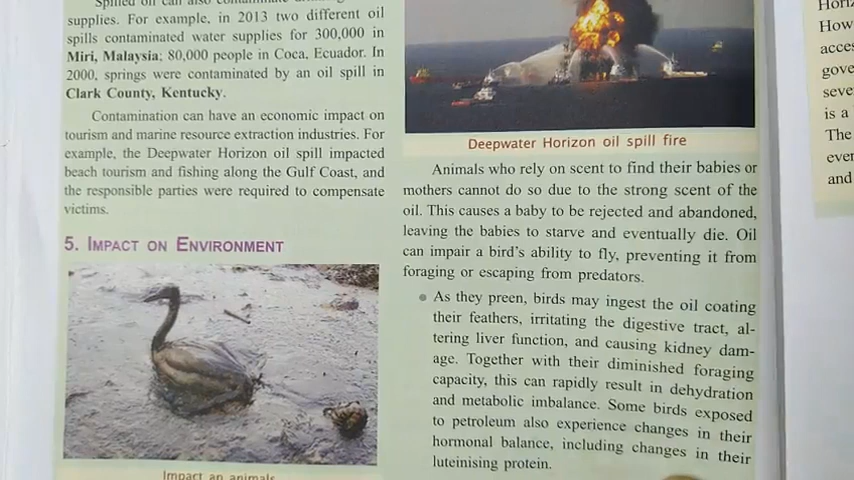 Spilled oil can also contaminate
supplies. For example, in 2013 two different oil
spills contaminated water supplies for 300,000 in
Miri, Malaysia; 80,000 people in Coca, Ecuador. In
2000, springs were contaminated by an oil spill in
Clark County, Kentucky.
Contamination can have an economic impact on
tourism and marine resource extraction industries. For
example, the Deepwater Horizon oil spill impacted
beach tourism and fishing along the Gulf Coast, and
the responsible parties were required to compensate
victims.
5. IMPACT ON ENVIRONMENT
Impact an animals
Deepwater Horizon oil spill fire
Animals who rely on scent to find their babies or
mothers cannot do so due to the strong scent of the
oil. This causes a baby to be rejected and abandoned,
leaving the babies to starve and eventually die. Oil
can impair a bird's ability to fly, preventing it from
foraging or escaping from predators.
As they preen, birds may ingest the oil coating
their feathers, irritating the digestive tract, al-
tering liver function, and causing kidney dam-
age. Together with their diminished foraging
capacity, this can rapidly result in dehydration
and metabolic imbalance. Some birds exposed
to petroleum also experience changes in their
hormonal balance, including changes in their
luteinising protein.
How
is a
The
and